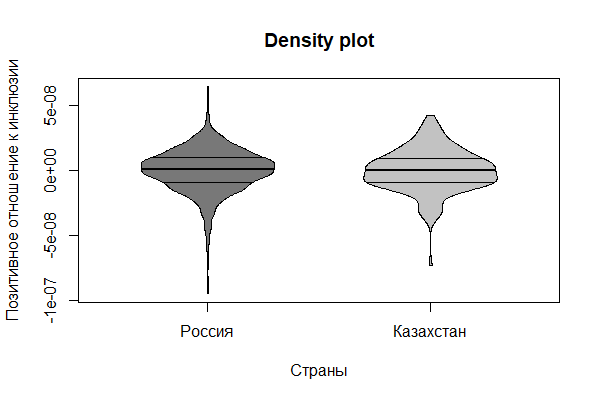 Density plot
Позитивное отношение к инклюзии
5e-08
0e+00
-5e-08
-1e-07
Россия
Казахстан
Страны